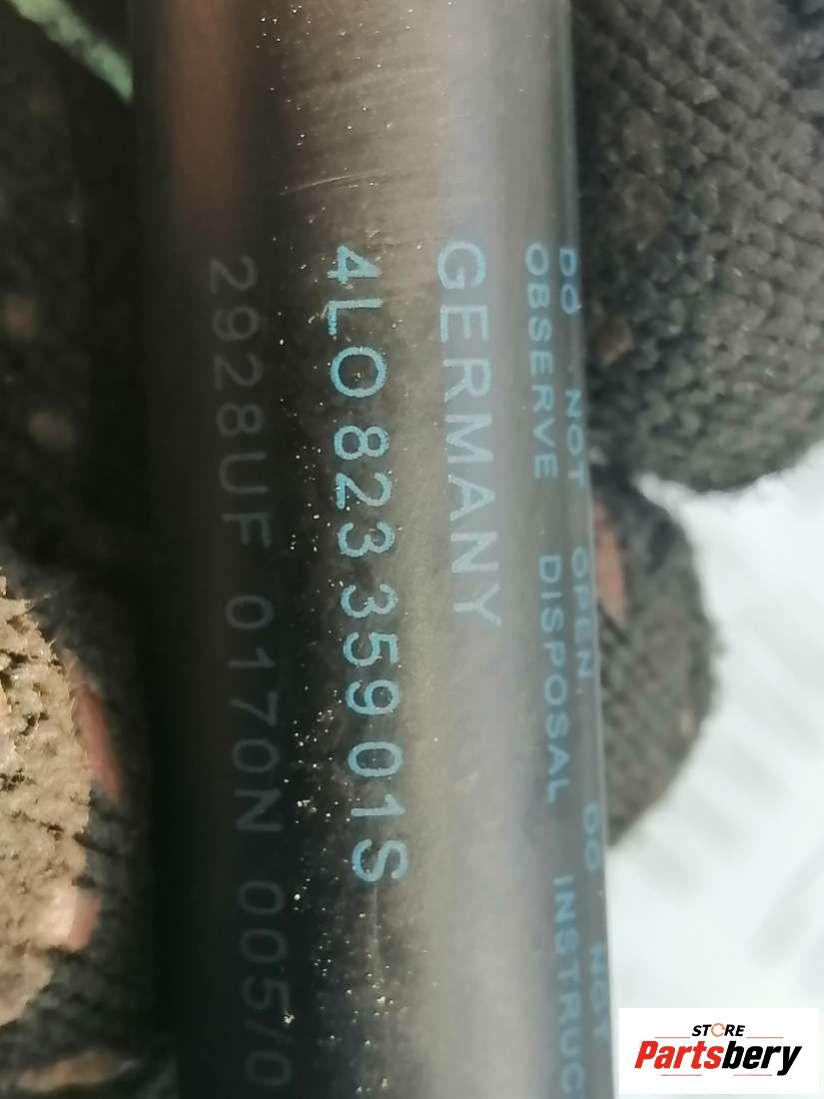 DO NOT OPEN. DO NOT
OBSERVE DISPOSAL INSTRUC
GERMANY
4L0 823 359 01S
2928UF 0170N 005/0
STORE
Partsbery